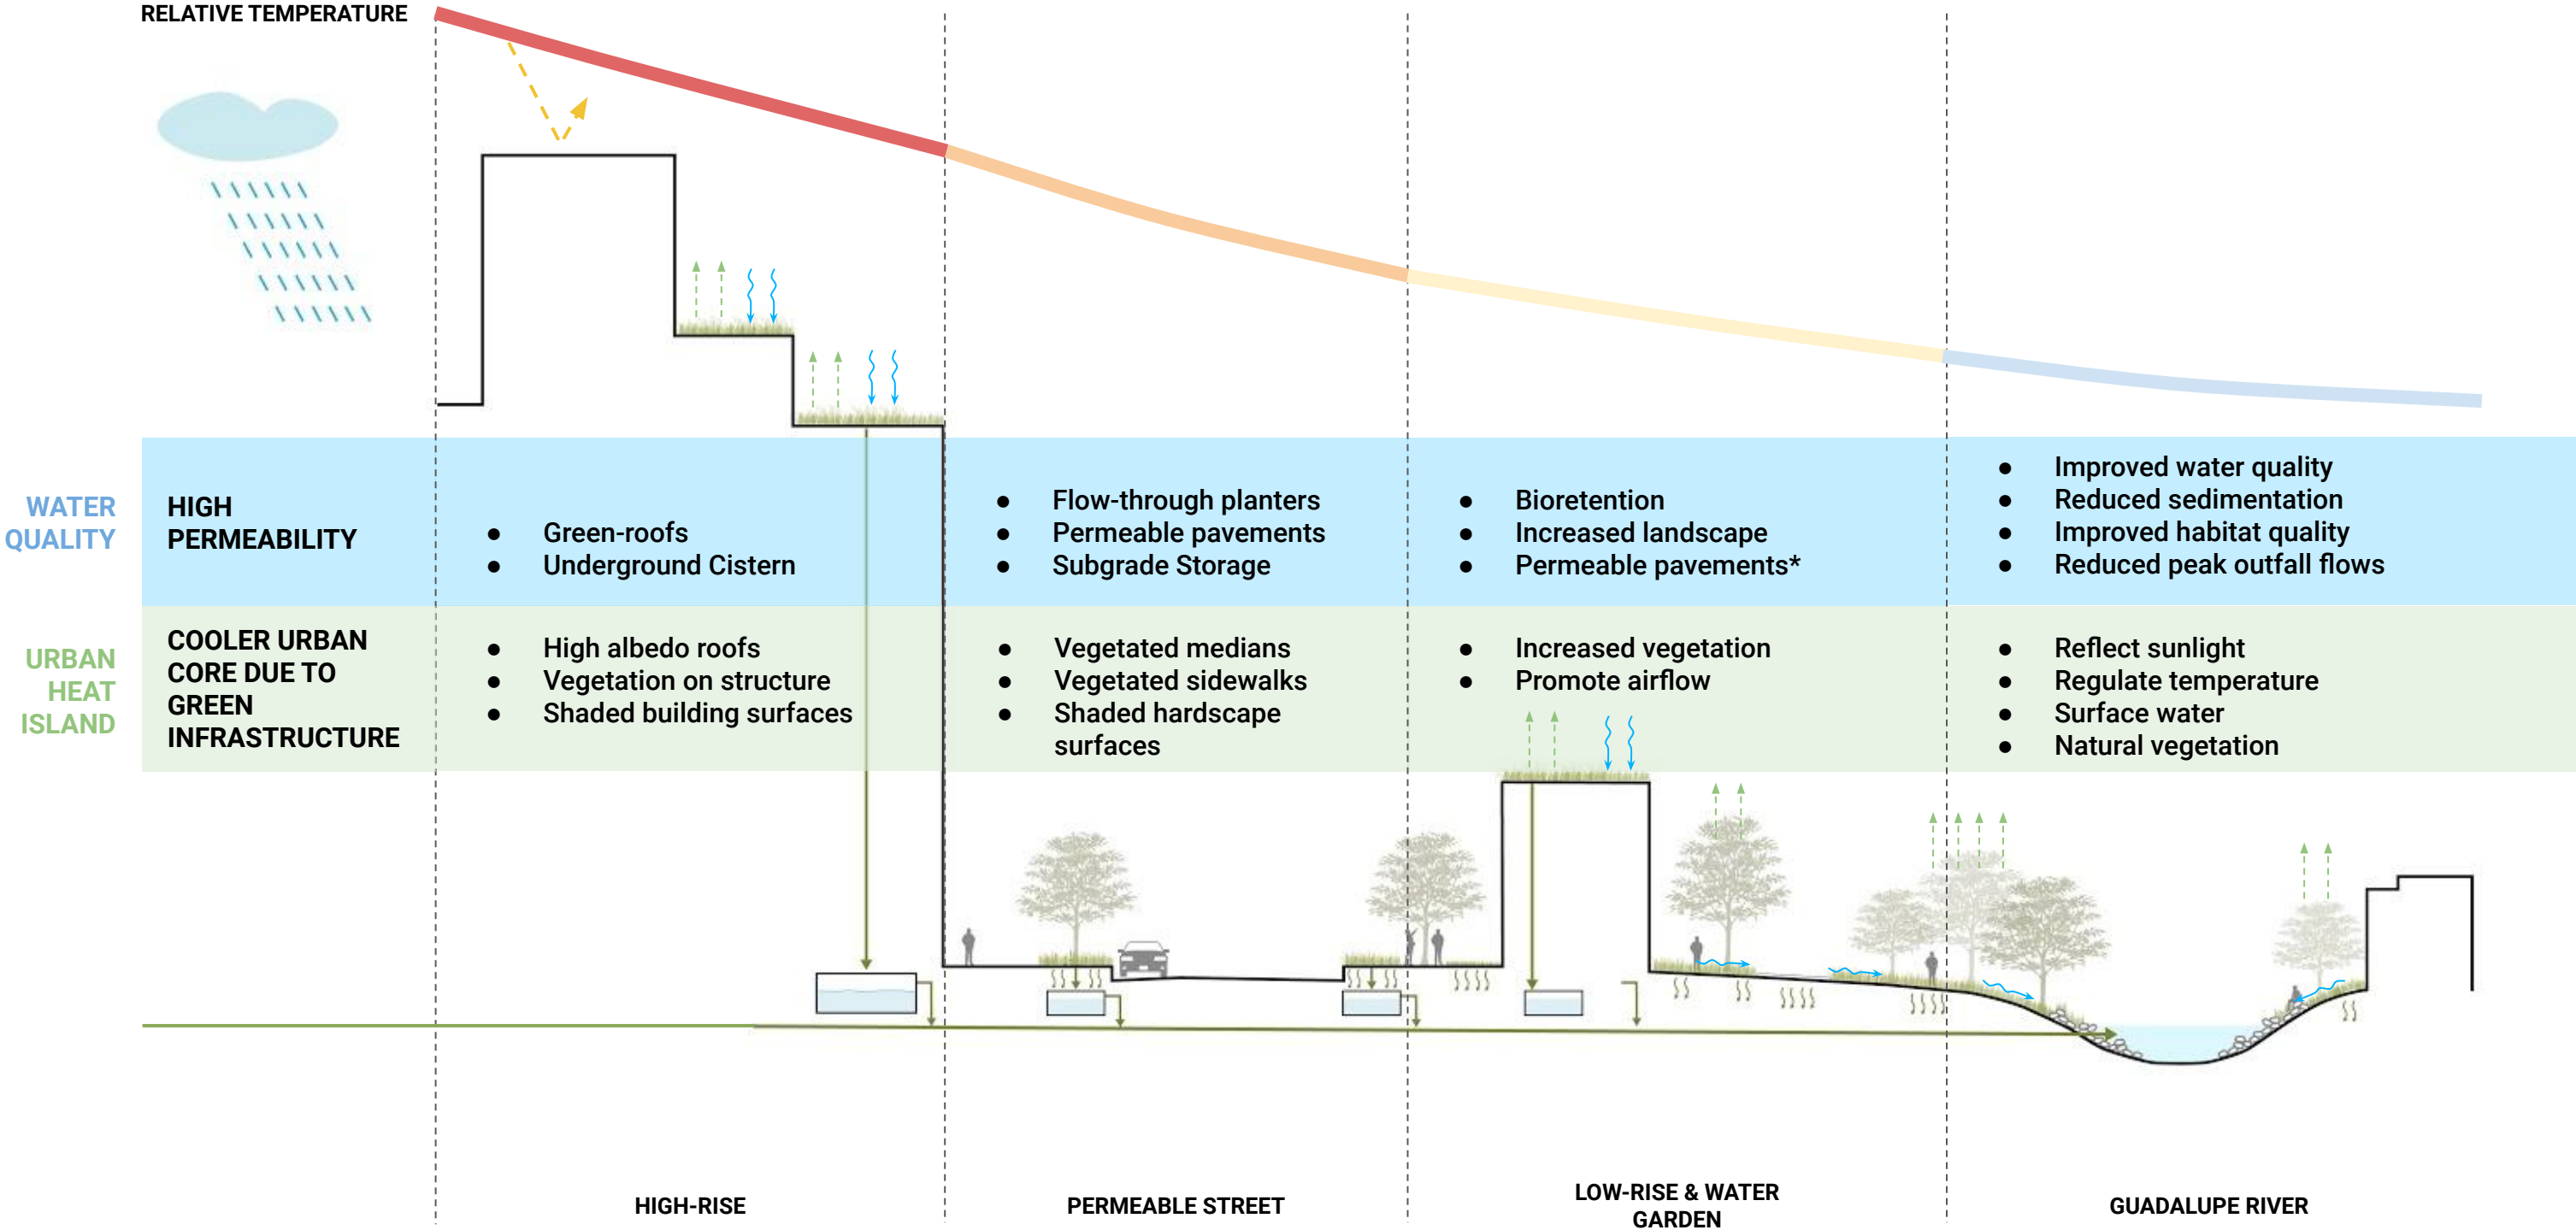 RELATIVE TEMPERATURE
WATER
QUALITY
HIGH
PERMEABILITY
● Green-roofs
● Underground Cistern
● Flow-through planters
● Permeable pavements
● Subgrade Storage
● Bioretention
● Increased landscape
● Permeable pavements*
● Improved water quality
● Reduced sedimentation
● Improved habitat quality
● Reduced peak outfall flows
URBAN
HEAT
ISLAND
COOLER URBAN
CORE DUE TO
GREEN
INFRASTRUCTURE
● High albedo roofs
● Vegetation on structure
● Shaded building surfaces
● Vegetated medians
● Vegetated sidewalks
● Shaded hardscape
surfaces
● Increased vegetation
● Promote airflow
● Reflect sunlight
● Regulate temperature
● Surface water
● Natural vegetation
HIGH-RISE
PERMEABLE STREET
LOW-RISE & WATER
GARDEN
GUADALUPE RIVER